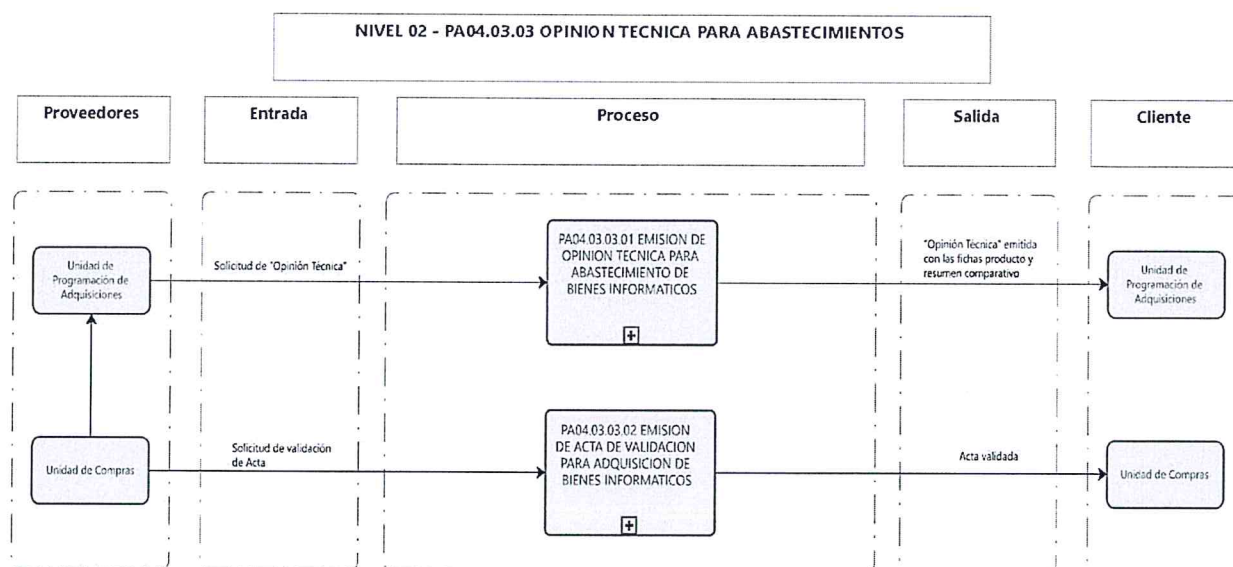 NIVEL 02 - PA04.03.03 OPINION TECNICA PARA ABASTECIMIENTOS
Proveedores
Entrada
Proceso
Salida
Cliente
Unidad de
Programación de
Adquisiciones
Solicitud de "Opinión Técnica"
PA04.03.03.01 EMISION DE
OPINION TECNICA PARA
ABASTECIMIENTO DE
BIENES INFORMATICOS
"Opinión Técnica" emitida
con las fichas producto y
resumen comparativo
Unidad de
Programación de
Adquisiciones
Unidad de Compras
Solicitud de validación
de Acta
PA04.03.03.02 EMISION
DE ACTA DE VALIDACION
PARA ADQUISICION DE
BIENES INFORMATICOS
Acta validada
Unidad de Compras